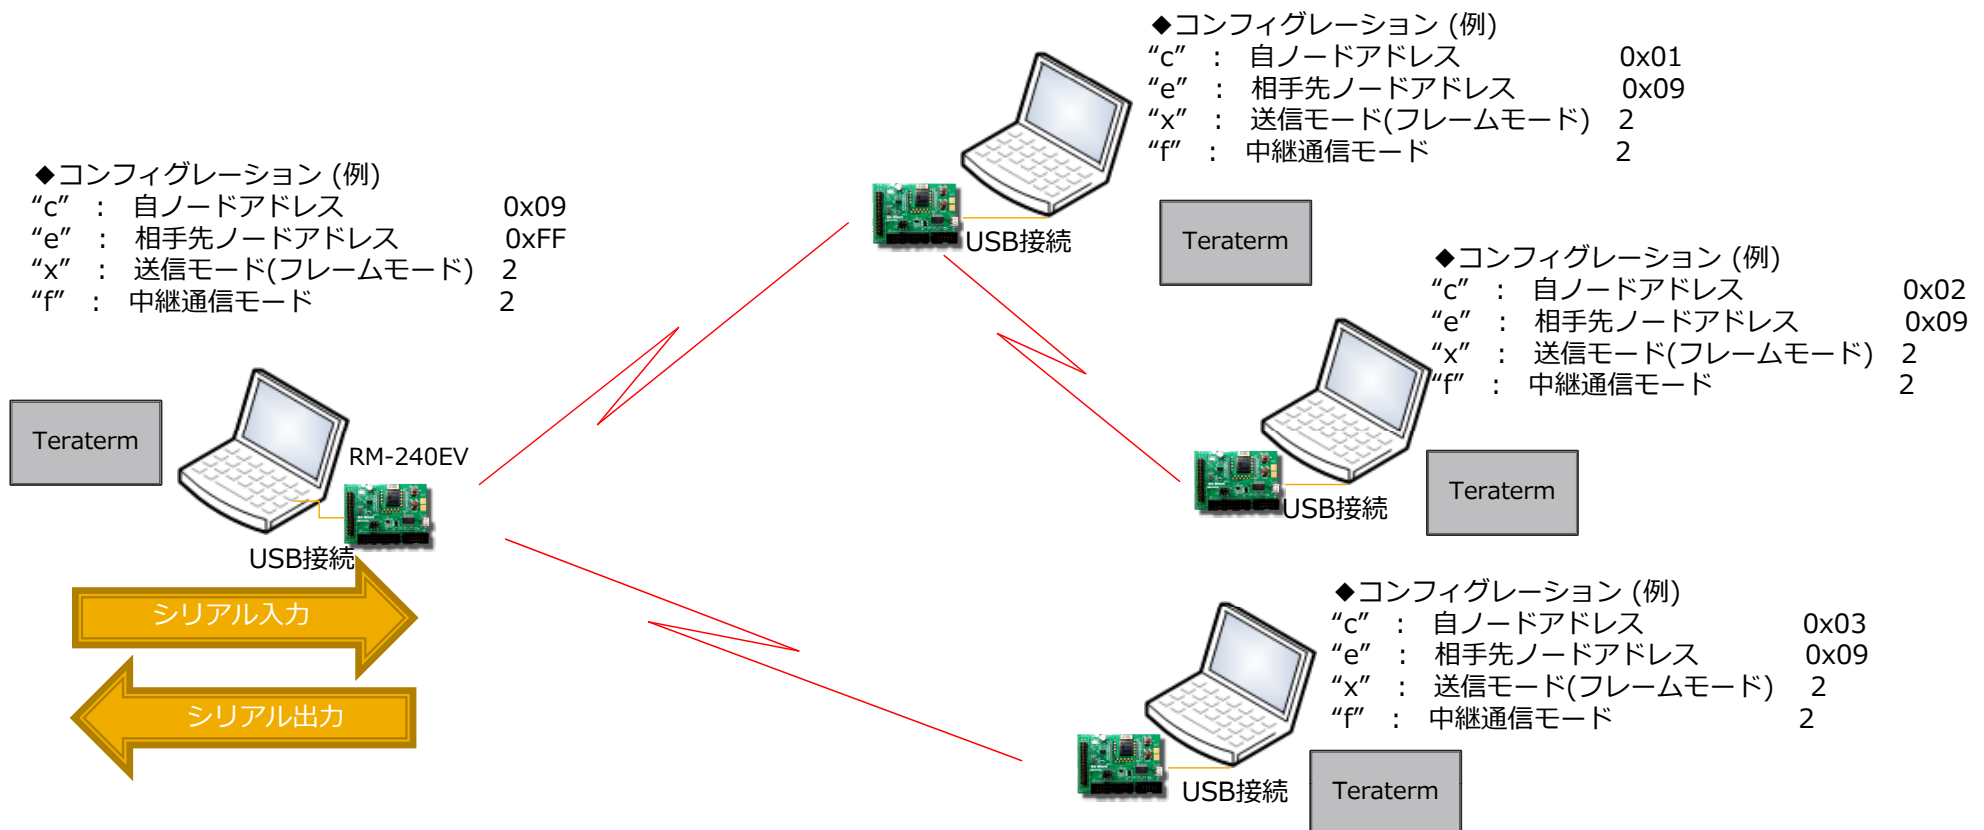 ◆コンフィグレーション (例)
“c” : 自ノードアドレス 0x01
“e” : 相手先ノードアドレス 0x09
“x” : 送信モード(フレームモード) 2
“f” : 中継通信モード 2
USB接続
Teraterm
◆コンフィグレーション (例)
“c” : 自ノードアドレス 0x09
“e” : 相手先ノードアドレス 0xFF
“x” : 送信モード(フレームモード) 2
“f” : 中継通信モード 2
Teraterm
RM-240EV
USB接続
シリアル入力
シリアル出力
◆コンフィグレーション (例)
“c” : 自ノードアドレス 0x02
“e” : 相手先ノードアドレス 0x09
“x” : 送信モード(フレームモード) 2
“f” : 中継通信モード 2
USB接続
Teraterm
◆コンフィグレーション (例)
“c” : 自ノードアドレス 0x03
“e” : 相手先ノードアドレス 0x09
“x” : 送信モード(フレームモード) 2
“f” : 中継通信モード 2
USB接続
Teraterm